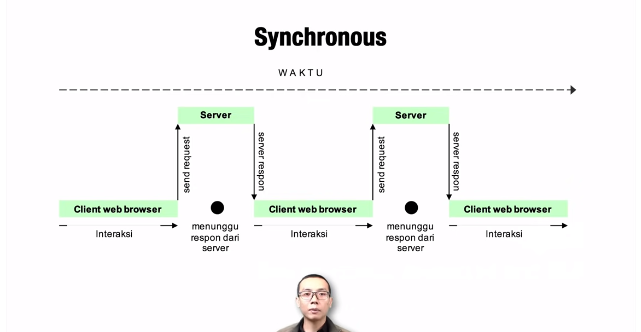 Synchronous
WAKTU
Server
Server
send request
server respon
send request
server respon
Client web browser
Client web browser
Client web browser
Interaksi
menunggu
respon dari
server
Interaksi
menunggu
respon dari
server
Interaksi